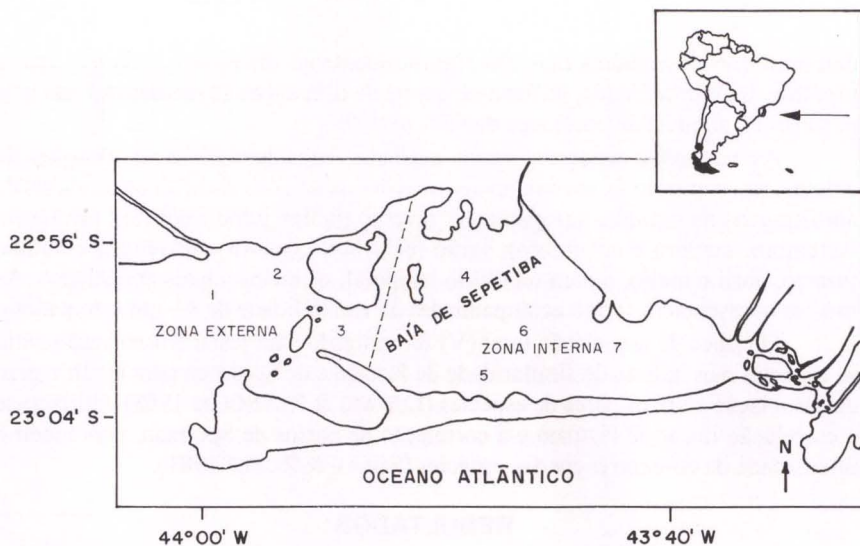 22°56' S
2
1
4
BAÍA DE SEPETIBA
ZONA EXTERNA
3
6
ZONA INTERNA 7
5
23°04' S
N
OCEANO ATLÂNTICO
44°00' W
43°40' W